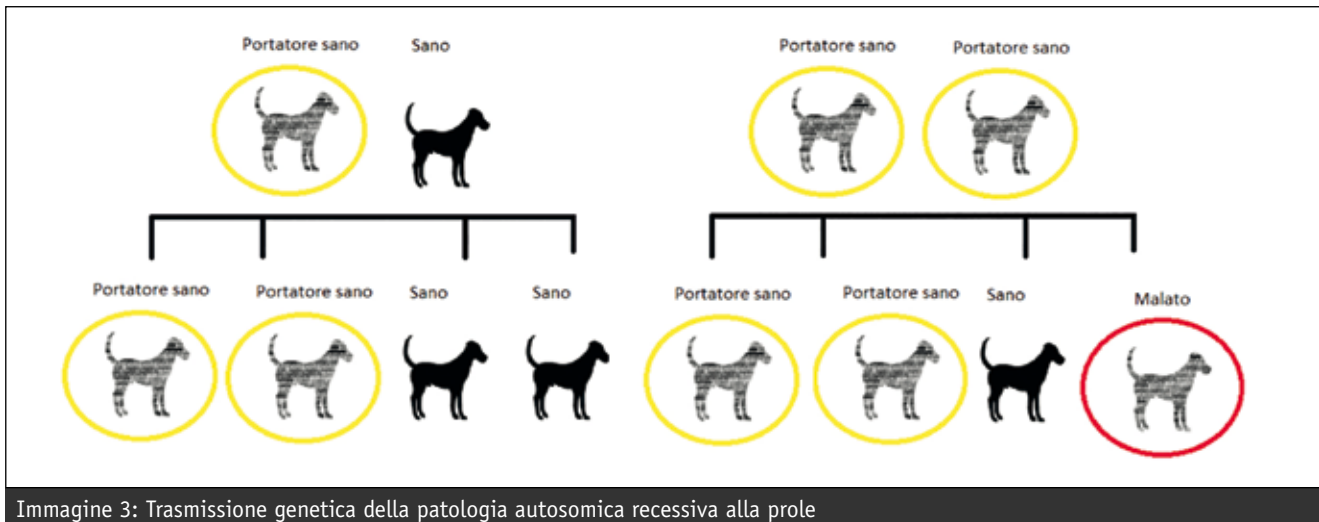 Portatore sano Sano Portatore sano Portatore sano
Portatore sano Portatore sano Sano Sano Portatore sano Portatore sano Sano Malato
Immagine 3: Trasmissione genetica della patologia autosomica recessiva alla prole